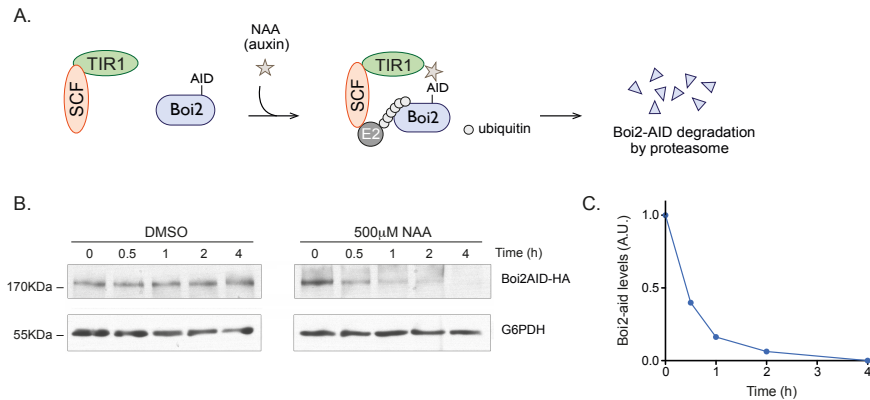 A.
NAA
(auxin)
TIR1
SCF
AID
Boi2
TIR1
SCF
AID
Boi2
E2
ubiquitin
Boi2-AID degradation
by proteasome
B.
DMSO
500μM NAA
0 0.5 1 2 4
0 0.5 1 2 4
Time (h)
170KDa
Boi2AID-HA
55KDa
G6PDH
C.
Boi2-aid levels (A.U.)
1.0
0.5
0.0
0 1 2 3 4
Time (h)